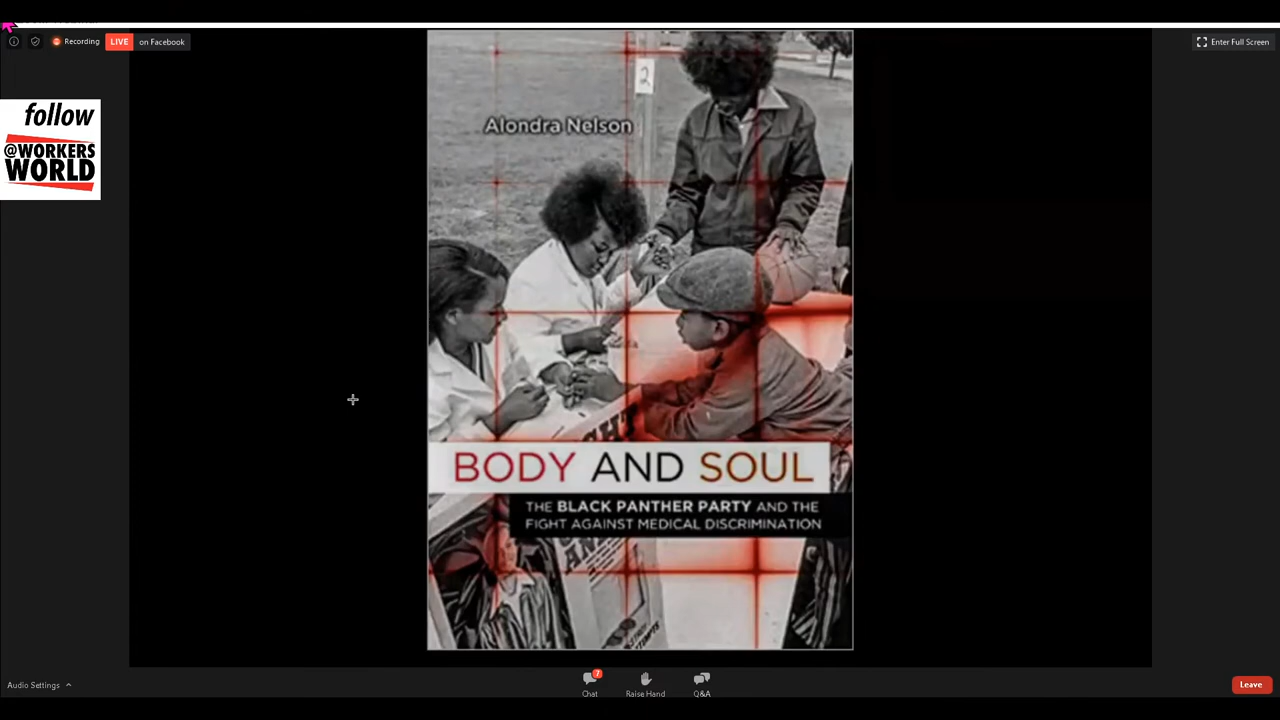 Recording
LIVE
on Facebook
Enter Full Screen
follow
@WORKERS
WORLD
2
Alondra Nelson
BODY AND SOUL
THE BLACK PANTHER PARTY AND THE
FIGHT AGAINST MEDICAL DISCRIMINATION
Audio Settings
7
Chat
Raise Hand
Q&A
Leave